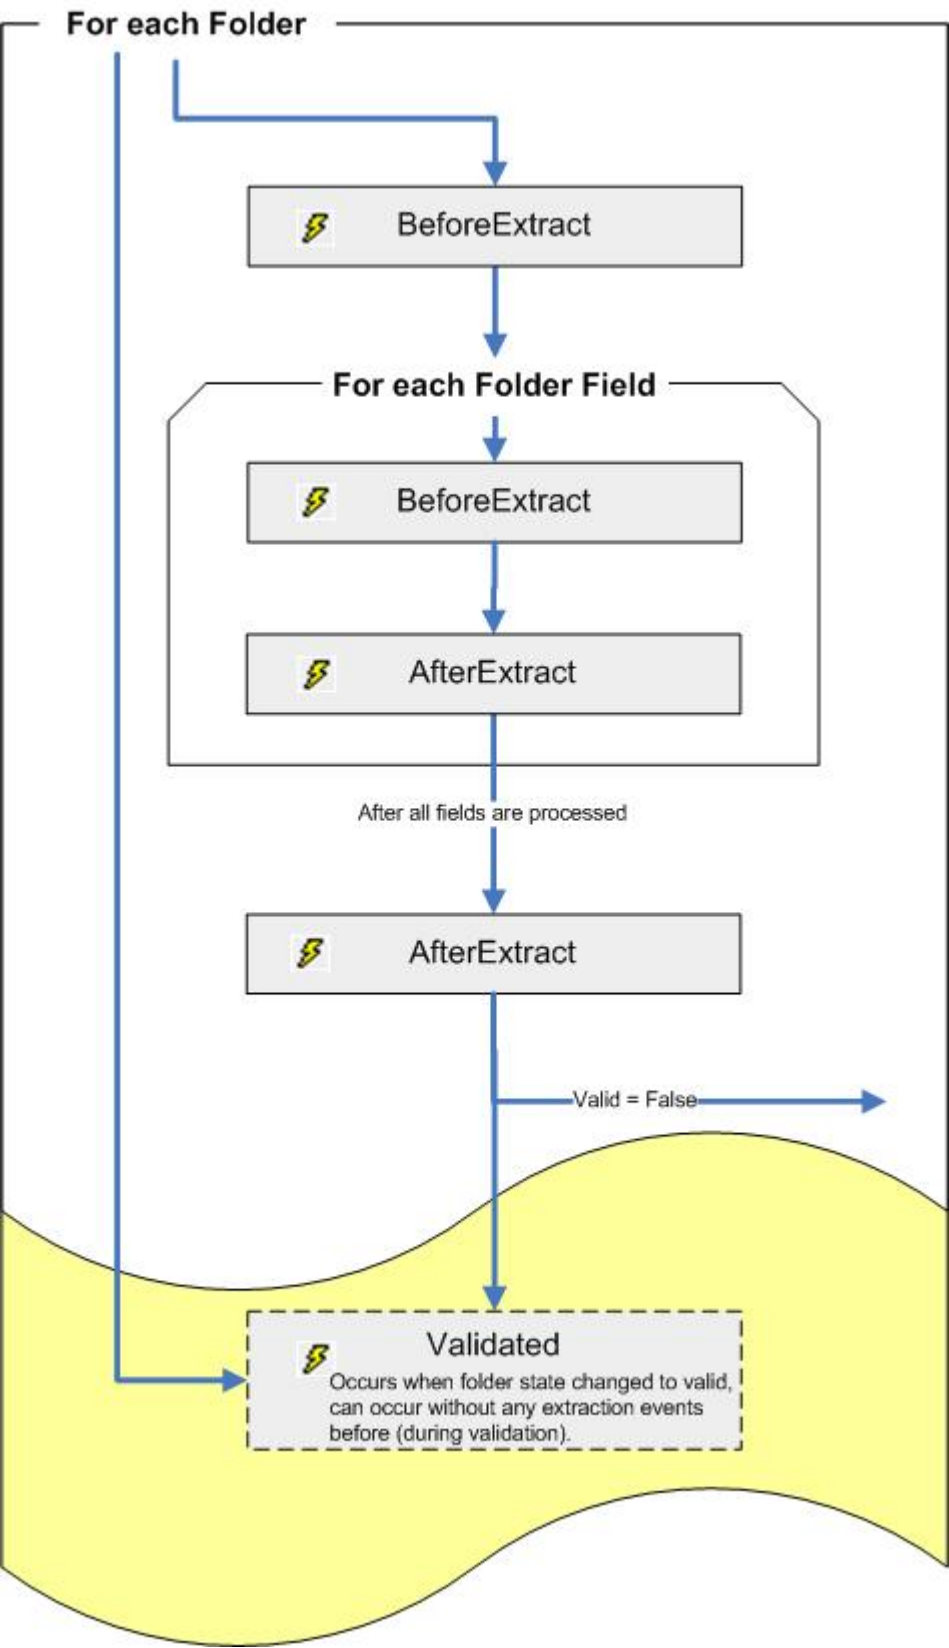 For each Folder
BeforeExtract
For each Folder Field
BeforeExtract
AfterExtract
After all fields are processed
AfterExtract
Valid = False
Validated
Occurs when folder state changed to valid,
can occur without any extraction events
before (during validation).